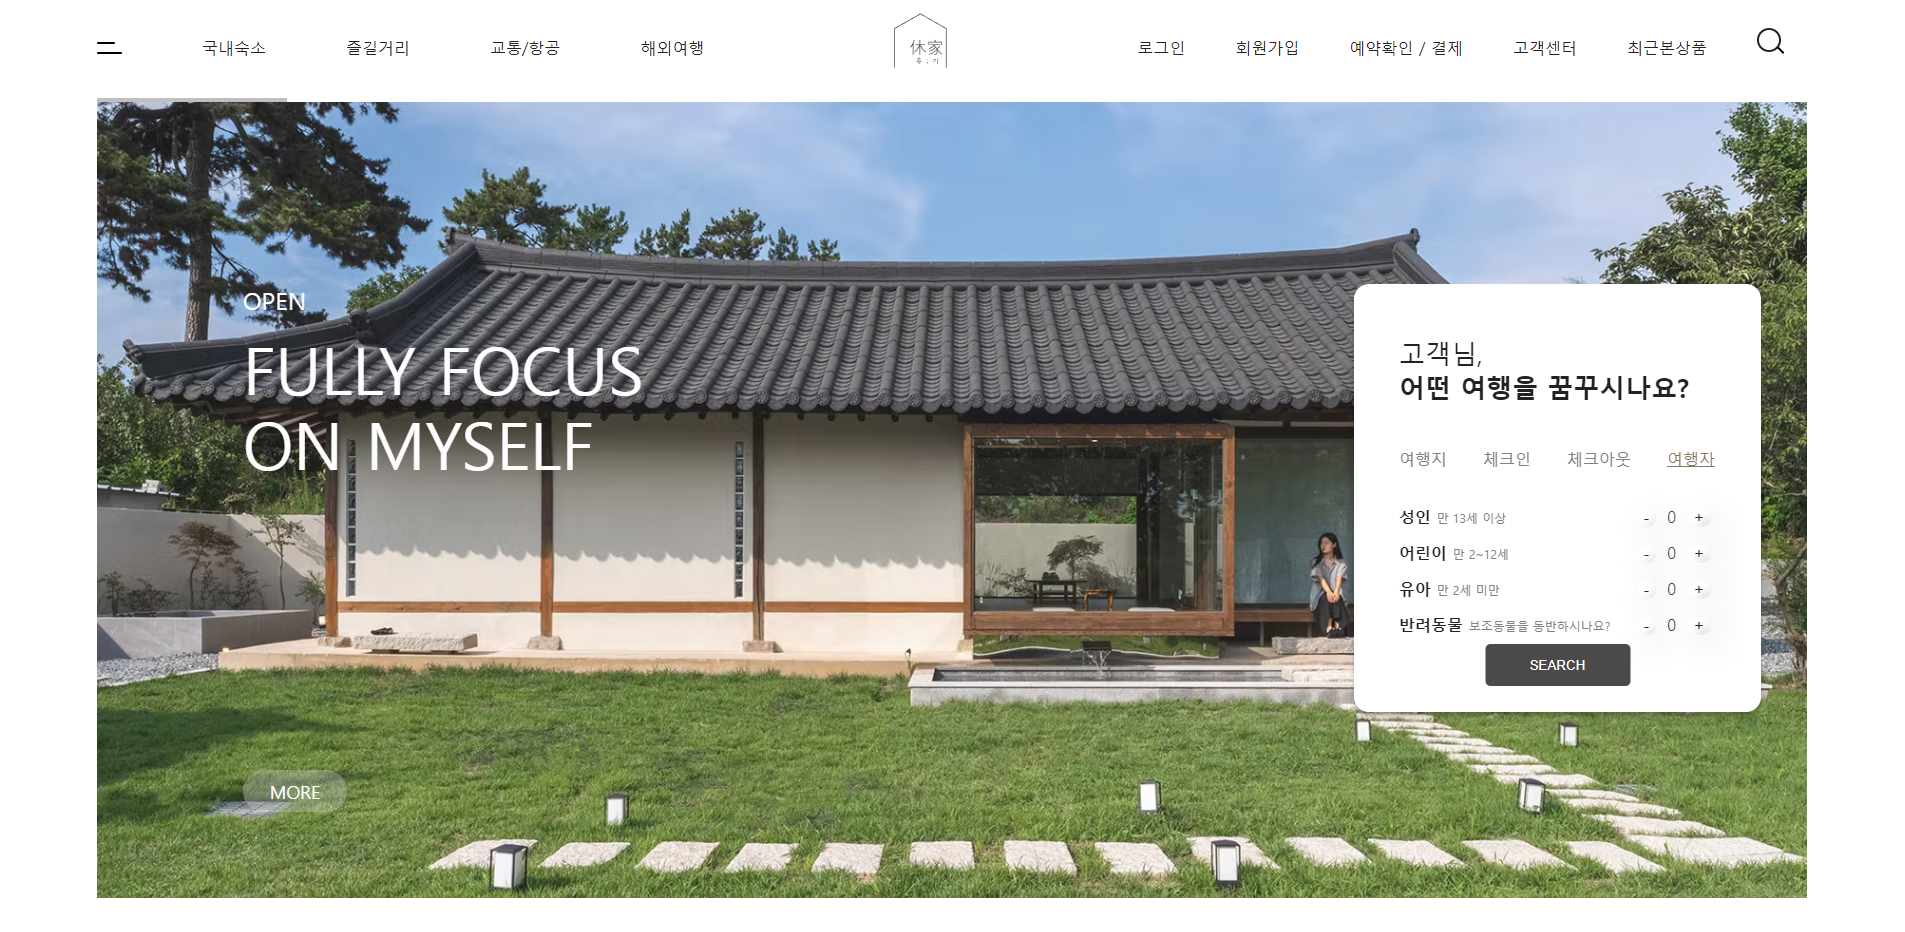 국내숙소 즐길거리 교통/항공 해외여행
休家
휴 : 가
로그인 회원가입 예약확인 / 결제 고객센터 최근본상품
OPEN
FULLY FOCUS
ON MYSELF
MORE
고객님,
어떤 여행을 꿈꾸시나요?
여행지 체크인 체크아웃 여행자
성인 만 13세 이상 - 0 +
어린이 만 2~12세 - 0 +
유아 만 2세 미만 - 0 +
반려동물 보조동물을 동반하시나요? - 0 +
SEARCH